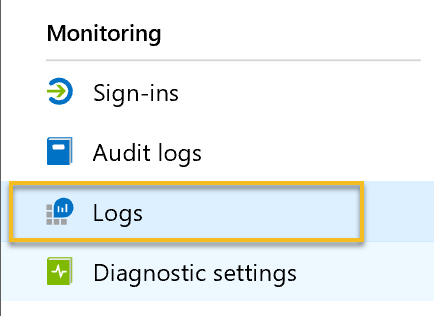 Monitoring
Sign-ins
Audit logs
Logs
Diagnostic settings